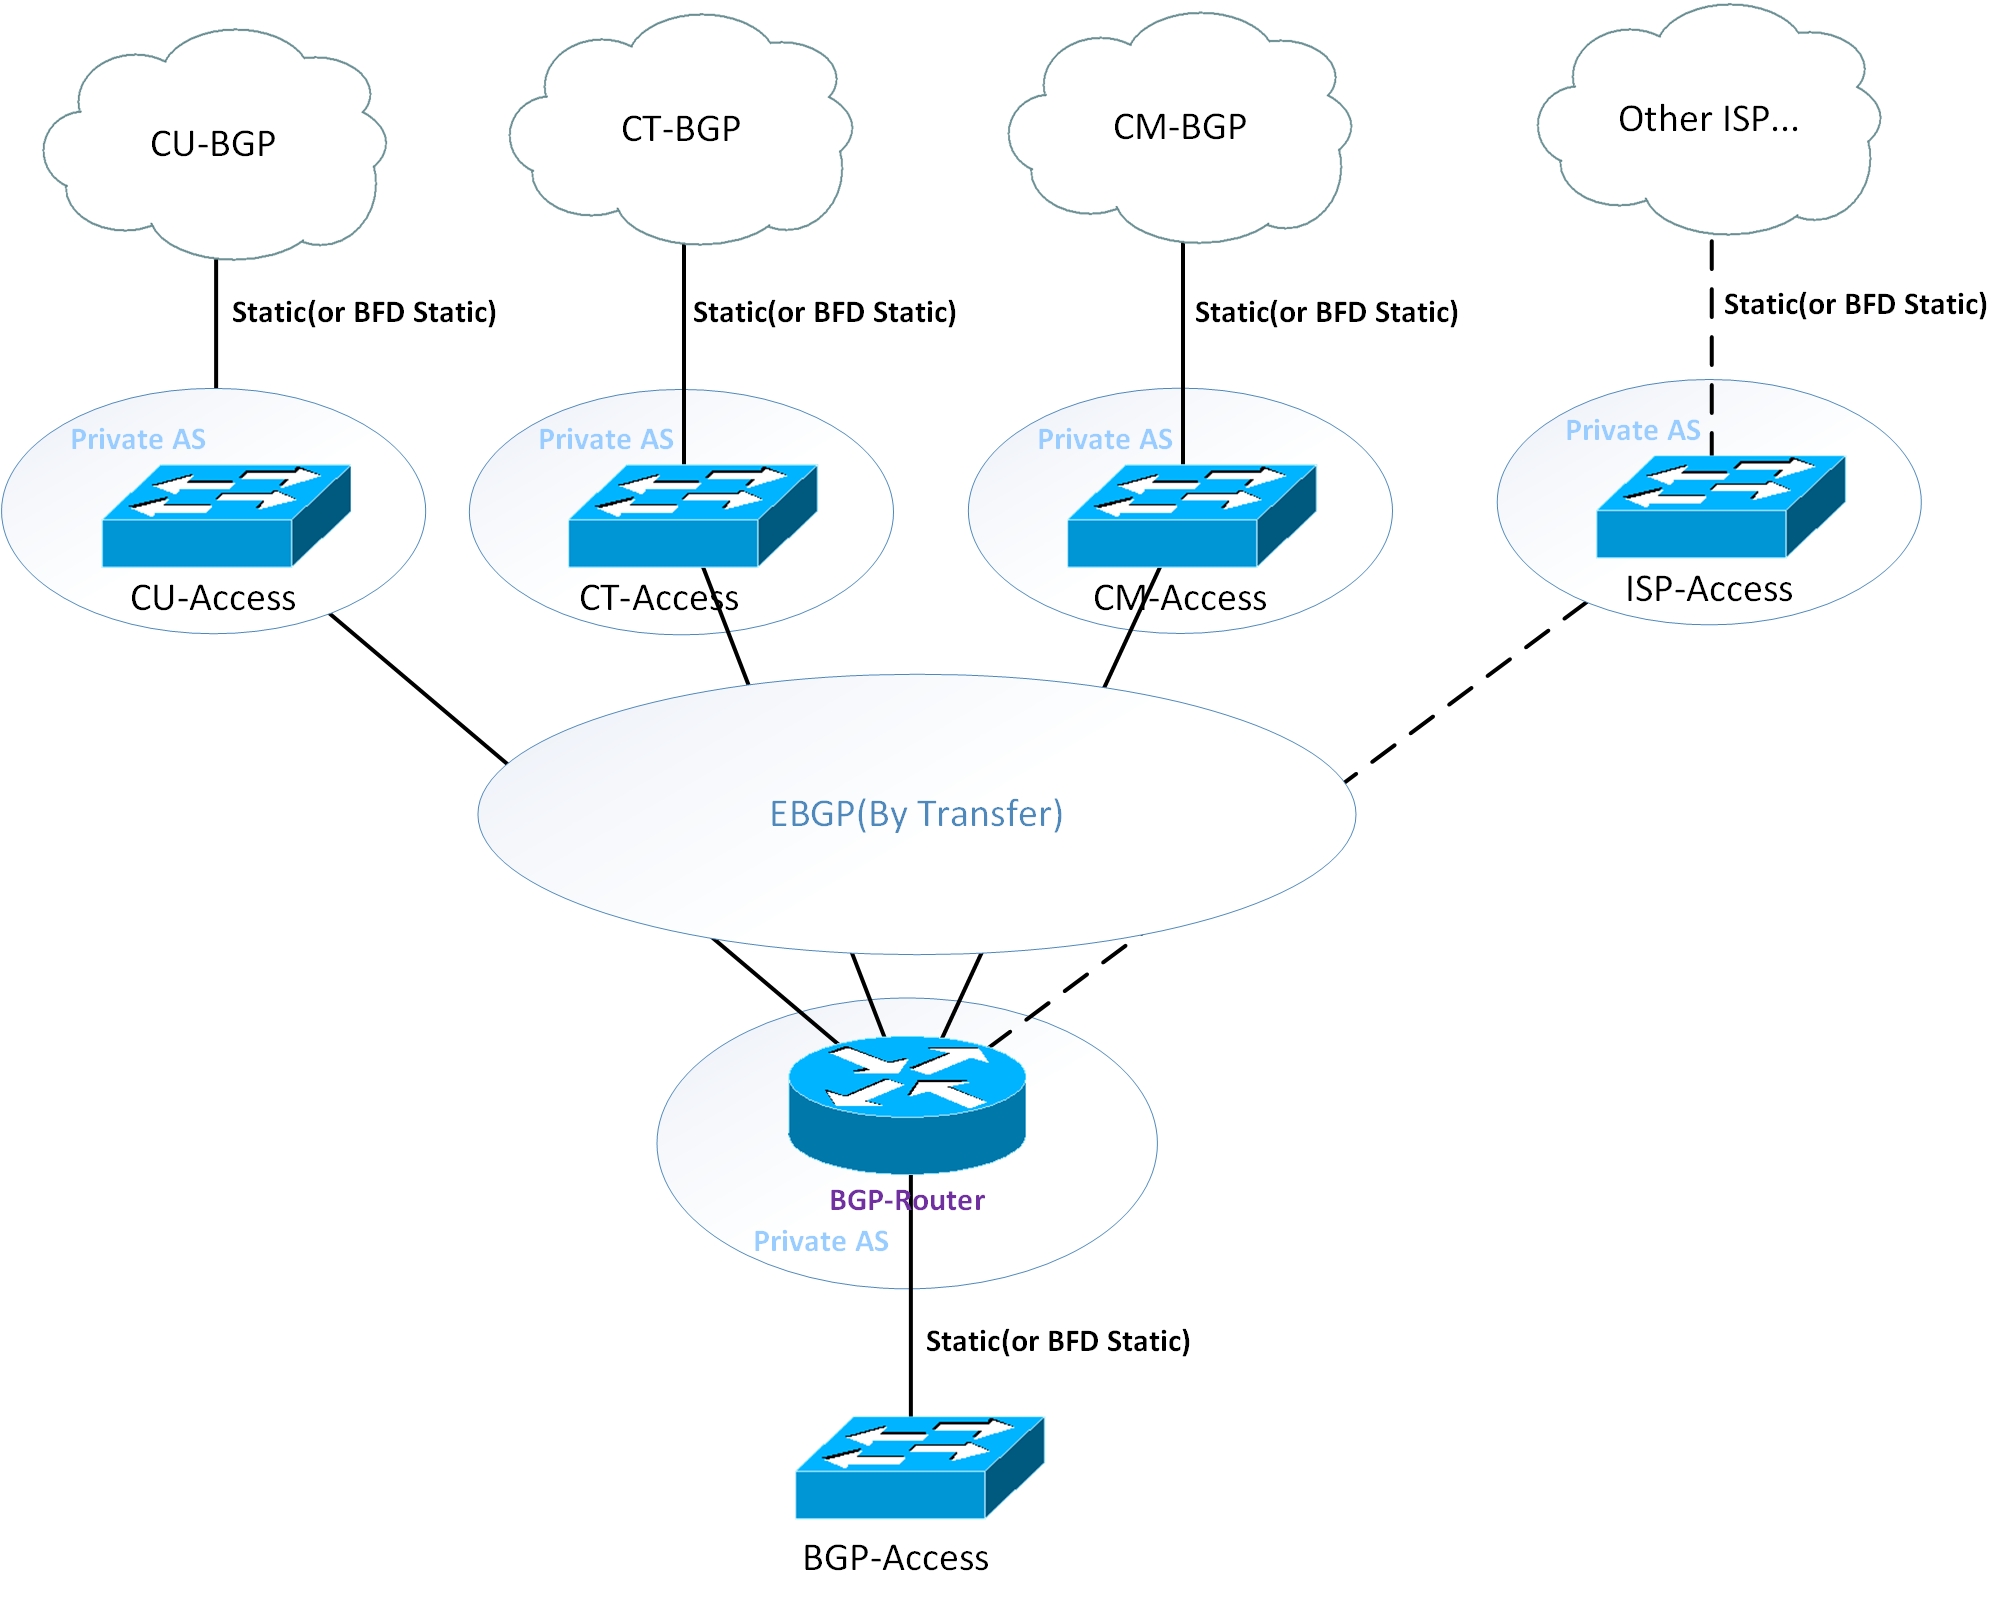 CU-BGP
CT-BGP
CM-BGP
Other ISP...
Static(or BFD Static)
Static(or BFD Static)
Static(or BFD Static)
Static(or BFD Static)
Private AS
Private AS
Private AS
Private AS
CU-Access
CT-Access
CM-Access
ISP-Access
EBGP(By Transfer)
BGP-Router
Private AS
Static(or BFD Static)
BGP-Access